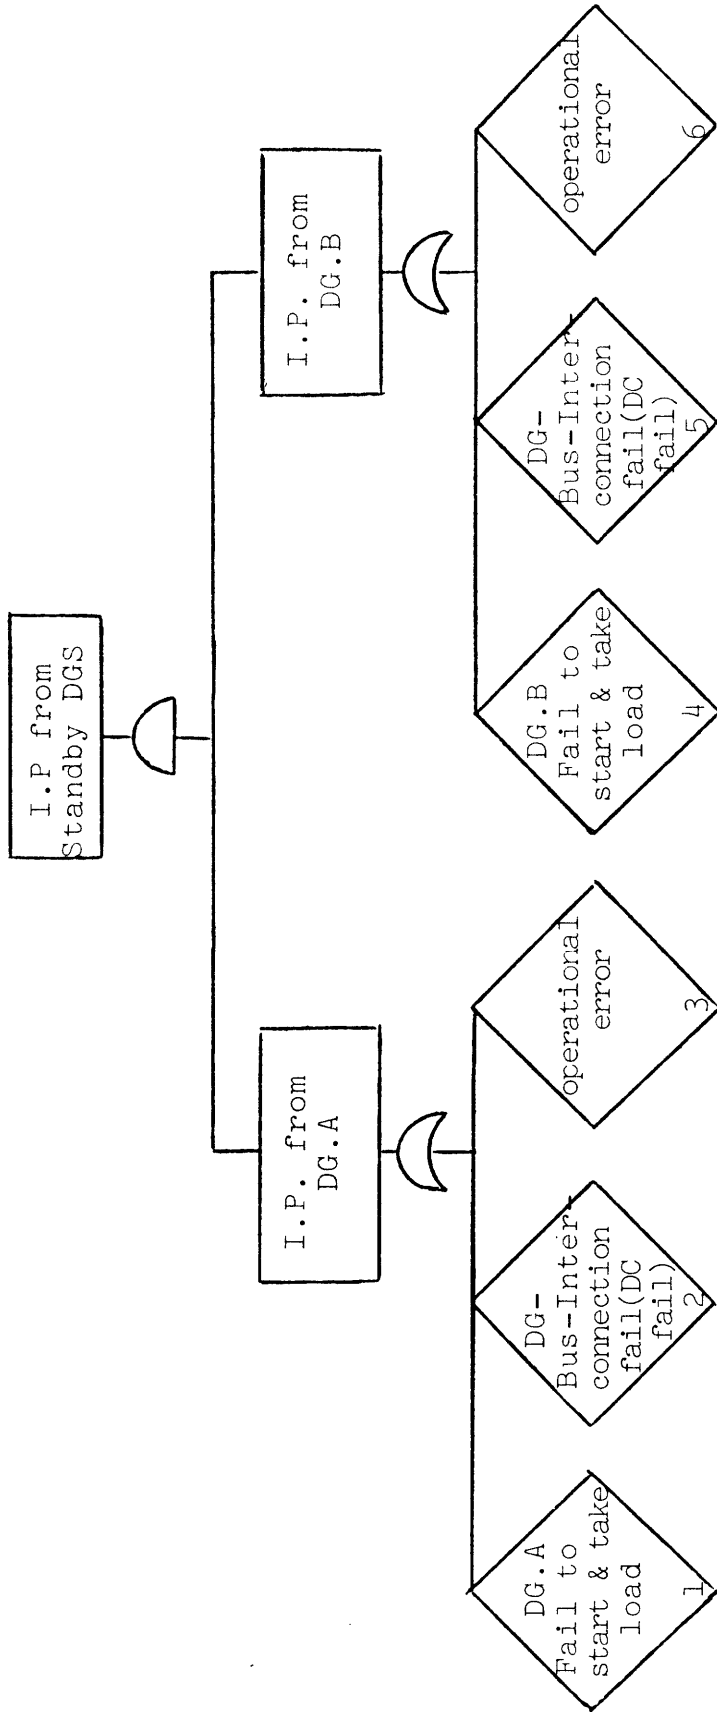 I.P from
Standby DGS
I.P. from
DG.A
I.P. from
DG.B
DG.A
Fail to
start & take
load
1
DG-
Bus-Inter-
connection
fail(DC
fail)
2
operational
error
3
DG.B
Fail to
start & take
load
4
DG-
Bus-Inter-
connection
fail(DC
fail)
5
operational
error
6